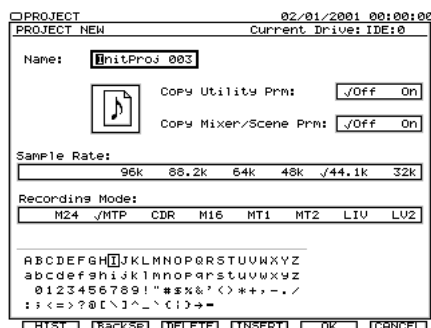 PROJECT 02/01/2001 00:00:00
PROJECT NEW Current Drive: IDE:0
Name: InitProj 003
Copy Utility Prm: √Off On
Copy Mixer/Scene Prm: √Off On
Sample Rate:
96k 88.2k 64k 48k √44.1k 32k
Recording Mode:
M24 √MTP CDR M16 MT1 MT2 LIV LV2
ABCDEFGHIJKLMNOPQRSTUVWXYZ
abcdefghijklmnopqrstuvwxyz
0123456789!"#$%&'()*+,-./
:;<=>?@[\]^_`{|}→←
HIST BackSP DELETE INSERT OK CANCEL